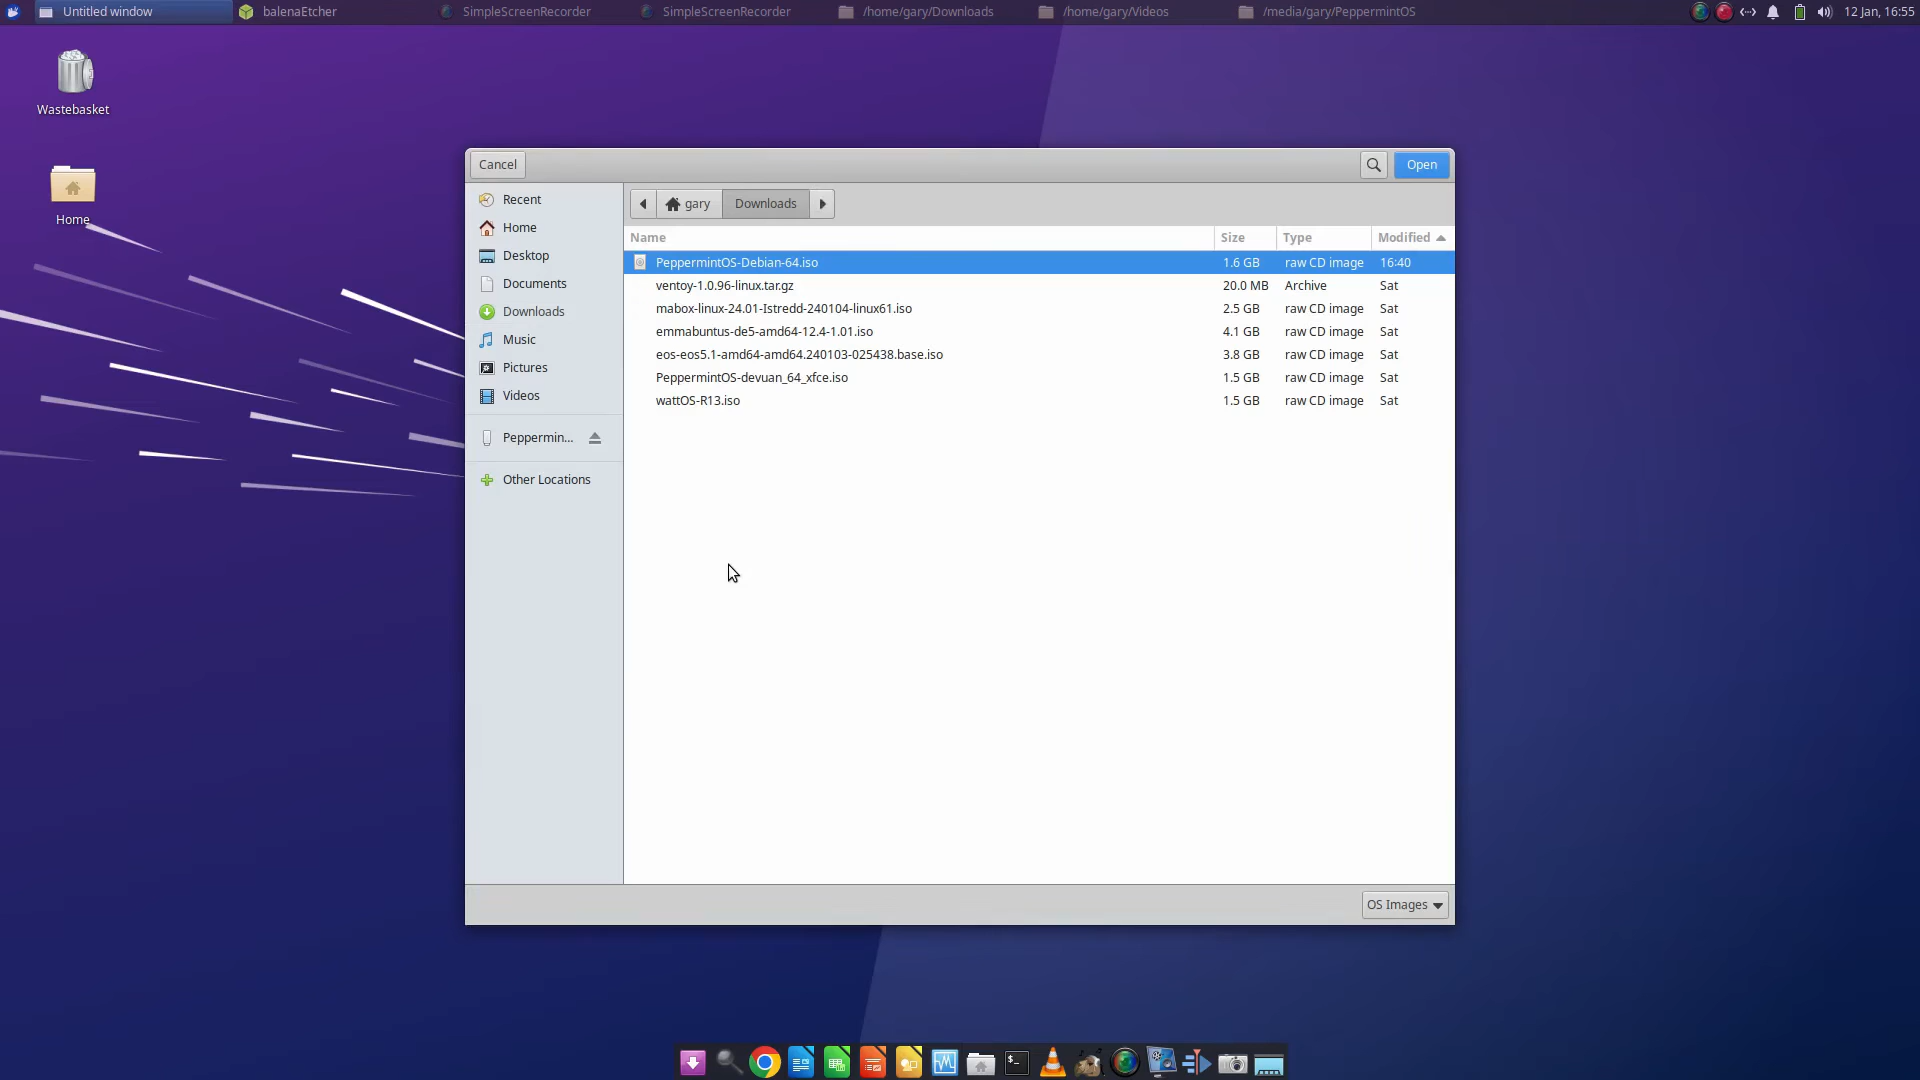 Untitled window balenaEtcher SimpleScreenRecorder SimpleScreenRecorder /home/gary/Downloads /home/gary/Videos /media/gary/PeppermintOS 12 Jan, 16:55
Wastebasket
Home
Cancel Open
Recent
Home
Desktop
Documents
Downloads
Music
Pictures
Videos
Peppermin...
Other Locations
gary Downloads
Name Size Type Modified
PeppermintOS-Debian-64.iso 1.6 GB raw CD image 16:40
ventoy-1.0.96-linux.tar.gz 20.0 MB Archive Sat
mabox-linux-24.01-Istredd-240104-linux61.iso 2.5 GB raw CD image Sat
emmabuntus-de5-amd64-12.4-1.01.iso 4.1 GB raw CD image Sat
eos-eos5.1-amd64-amd64.240103-025438.base.iso 3.8 GB raw CD image Sat
PeppermintOS-devuan_64_xfce.iso 1.5 GB raw CD image Sat
wattOS-R13.iso 1.5 GB raw CD image Sat
OS Images